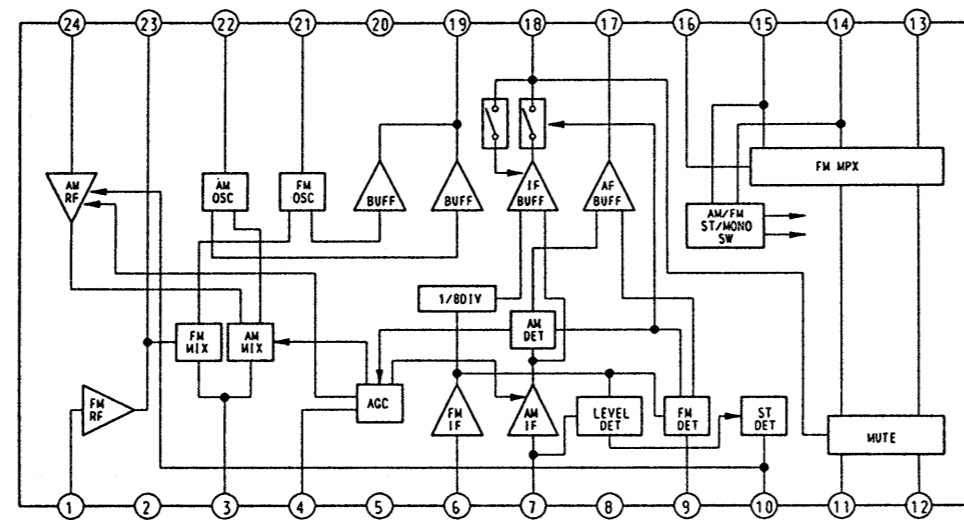 24 23 22 21 20 19 18 17 16 15 14 13
AM
RF
AM
OSC
FM
OSC
BUFF
BUFF
IF
BUFF
AF
BUFF
FM MPX
AM/FM
ST/MONO
SW
1/8DIV
FM
MIX
AM
MIX
AM
DET
FM
RF
AGC
FM
IF
AM
IF
LEVEL
DET
FM
DET
ST
DET
MUTE
1 2 3 4 5 6 7 8 9 10 11 12